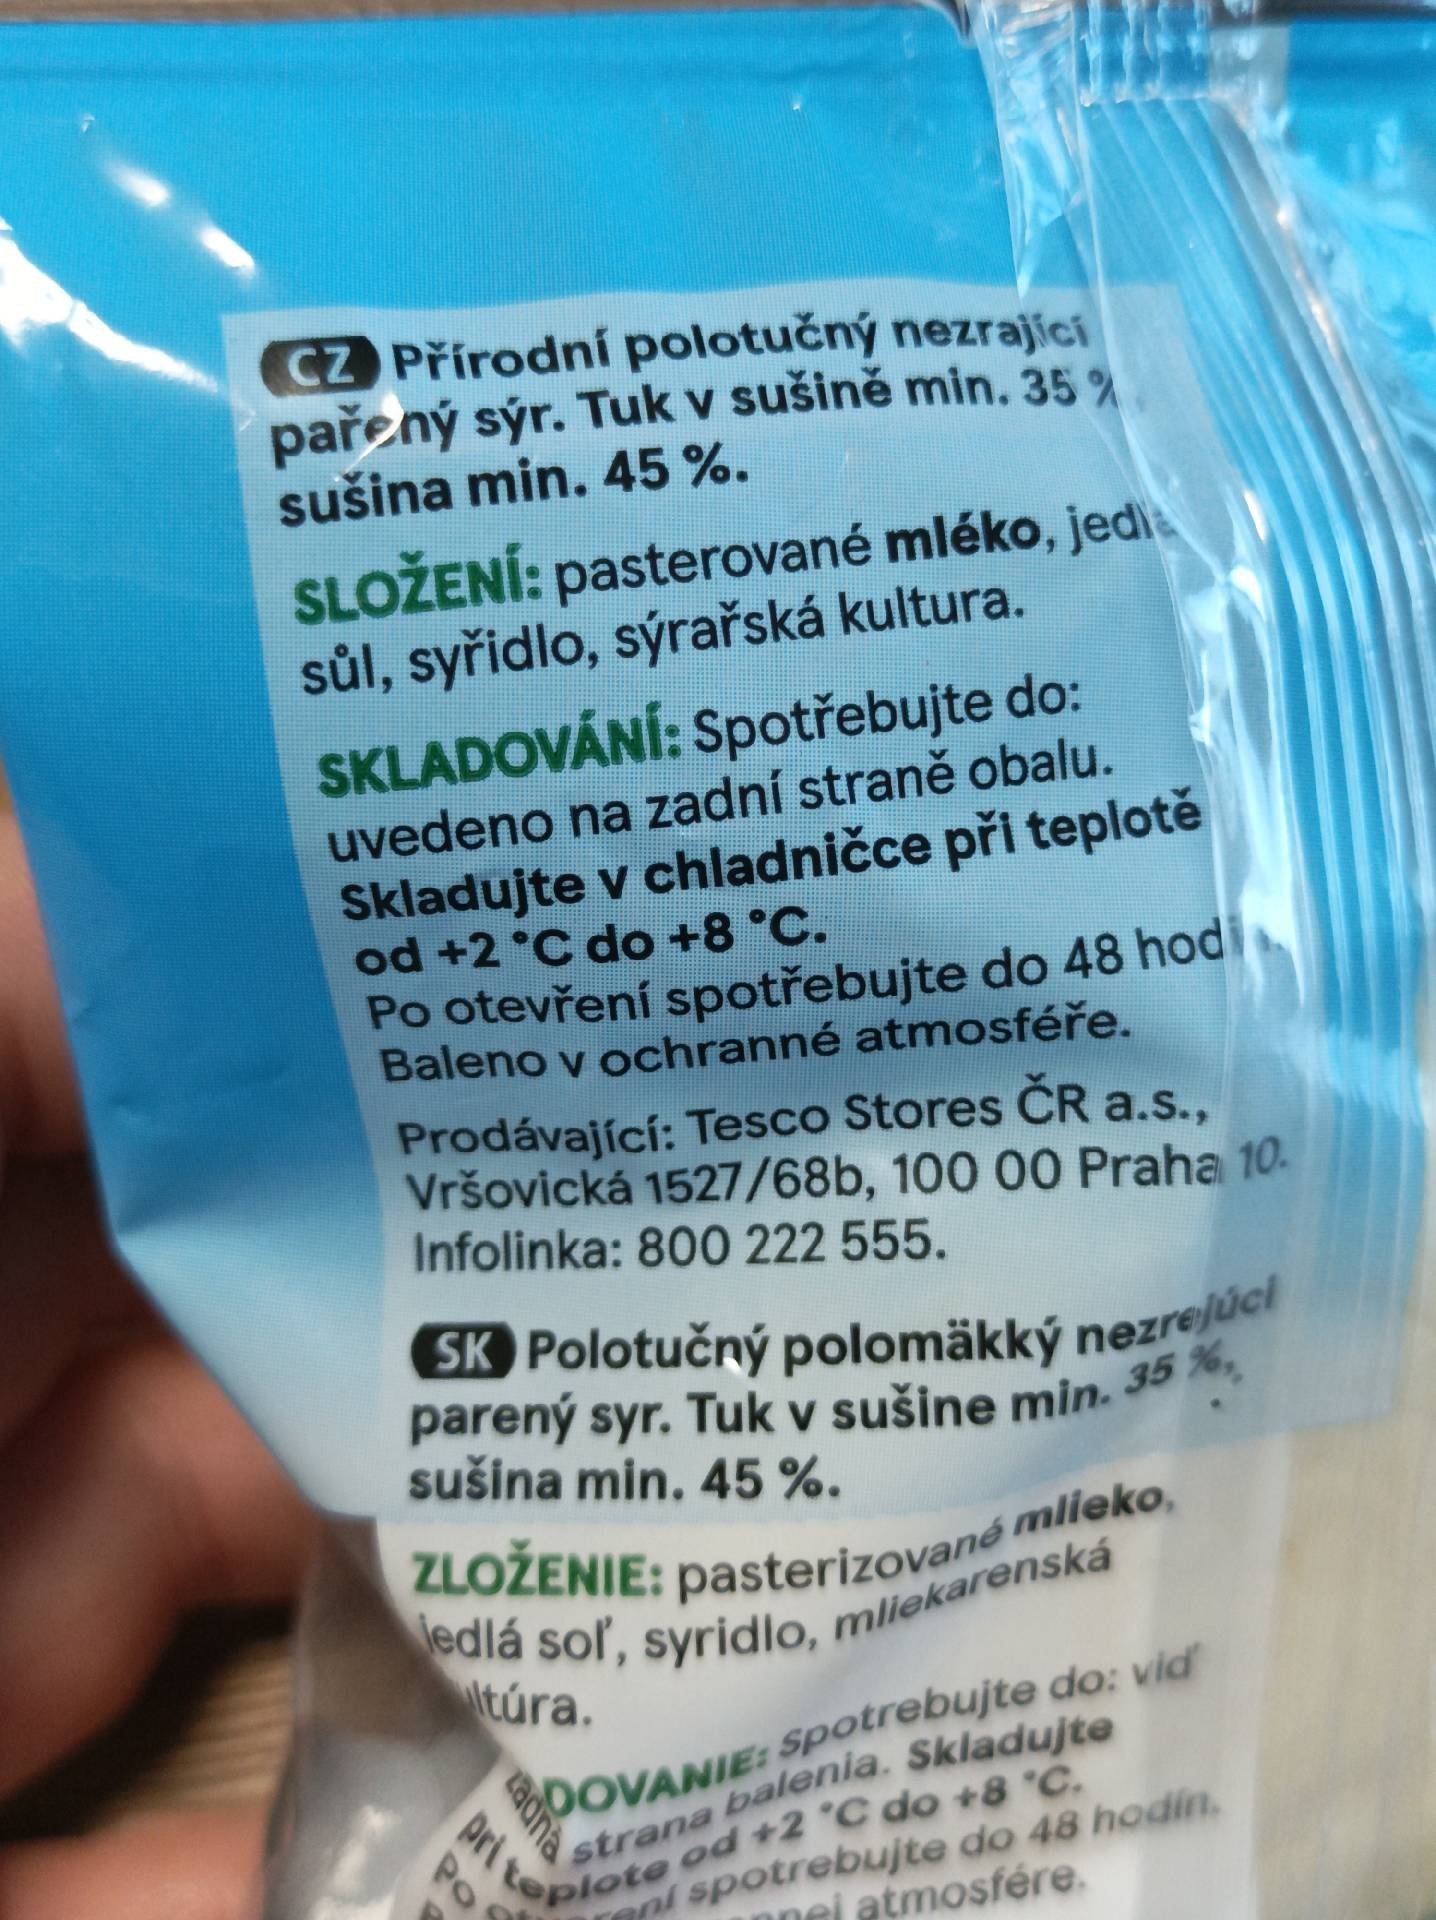 CZ Přírodní polotučný nezrající
pařený sýr. Tuk v sušině min. 35 %
sušina min. 45 %.
SLOŽENÍ: pasterované mléko, jedlá
sůl, syřidlo, sýrařská kultura.
SKLADOVÁNÍ: Spotřebujte do:
uvedeno na zadní straně obalu.
Skladujte v chladničce při teplotě
od +2 °C do +8 °C.
Po otevření spotřebujte do 48 hodin.
Baleno v ochranné atmosféře.
Prodávající: Tesco Stores ČR a.s.,
Vršovická 1527/68b, 100 00 Praha 10.
Infolinka: 800 222 555.
SK Polotučný polomäkký nezrejúci
parený syr. Tuk v sušine min. 35 %,
sušina min. 45 %.
ZLOŽENIE: pasterizované mlieko,
jedlá soľ, syridlo, mliekarenská
ltúra.
DOVANIE: Spotrebujte do: viď
zadná strana balenia. Skladujte
pri teplote od +2 °C do +8 °C.
Po spotrebujte do 48 hodín.
atmosfére.